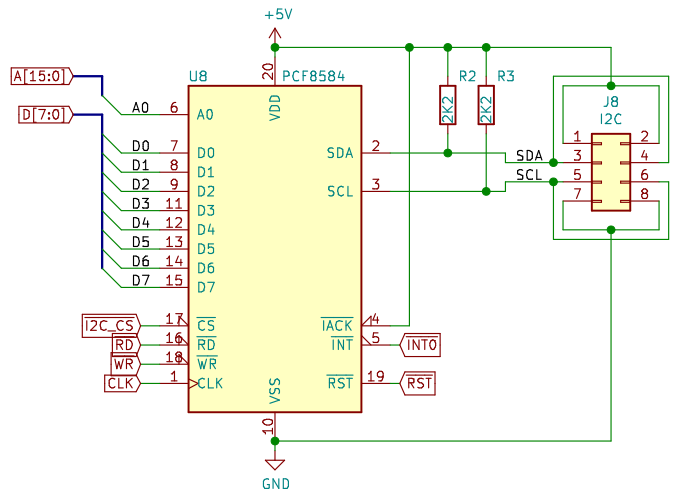 +5V
A[15:0]
D[7:0]
U8
PCF8584
20
VDD
R2
R3
2K2
2K2
J8
I2C
A0
6
A0
D0
7
D0
D1
8
D1
D2
9
D2
D3
11
D3
D4
12
D4
D5
13
D5
D6
14
D6
D7
15
D7
SDA
2
SDA
SCL
3
SCL
1
2
3
4
5
6
7
8
I2C_CS
17
CS
RD
16
RD
WR
18
WR
CLK
1
CLK
IACK
4
INT
5
INT0
RST
19
RST
VSS
10
GND